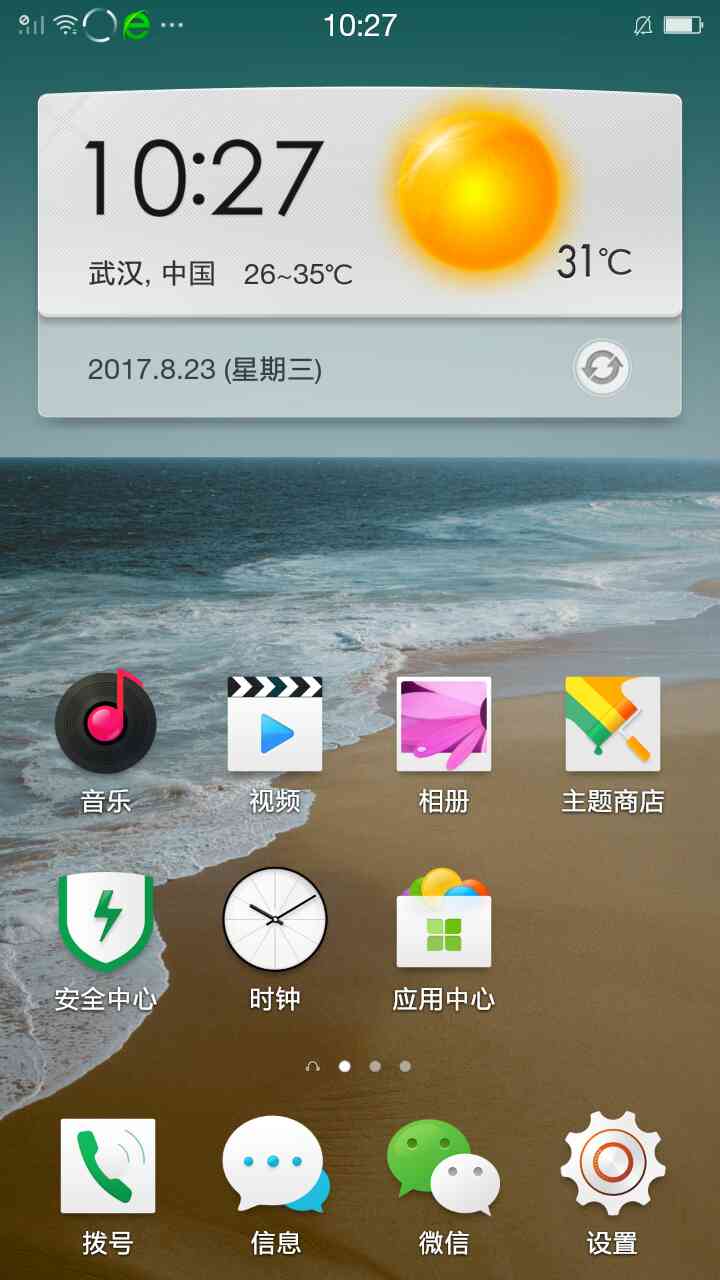 10:27
10:27
31℃
武汉, 中国 26~35℃
2017.8.23 (星期三)
音乐 视频 相册 主题商店
安全中心 时钟 应用中心
拨号 信息 微信 设置